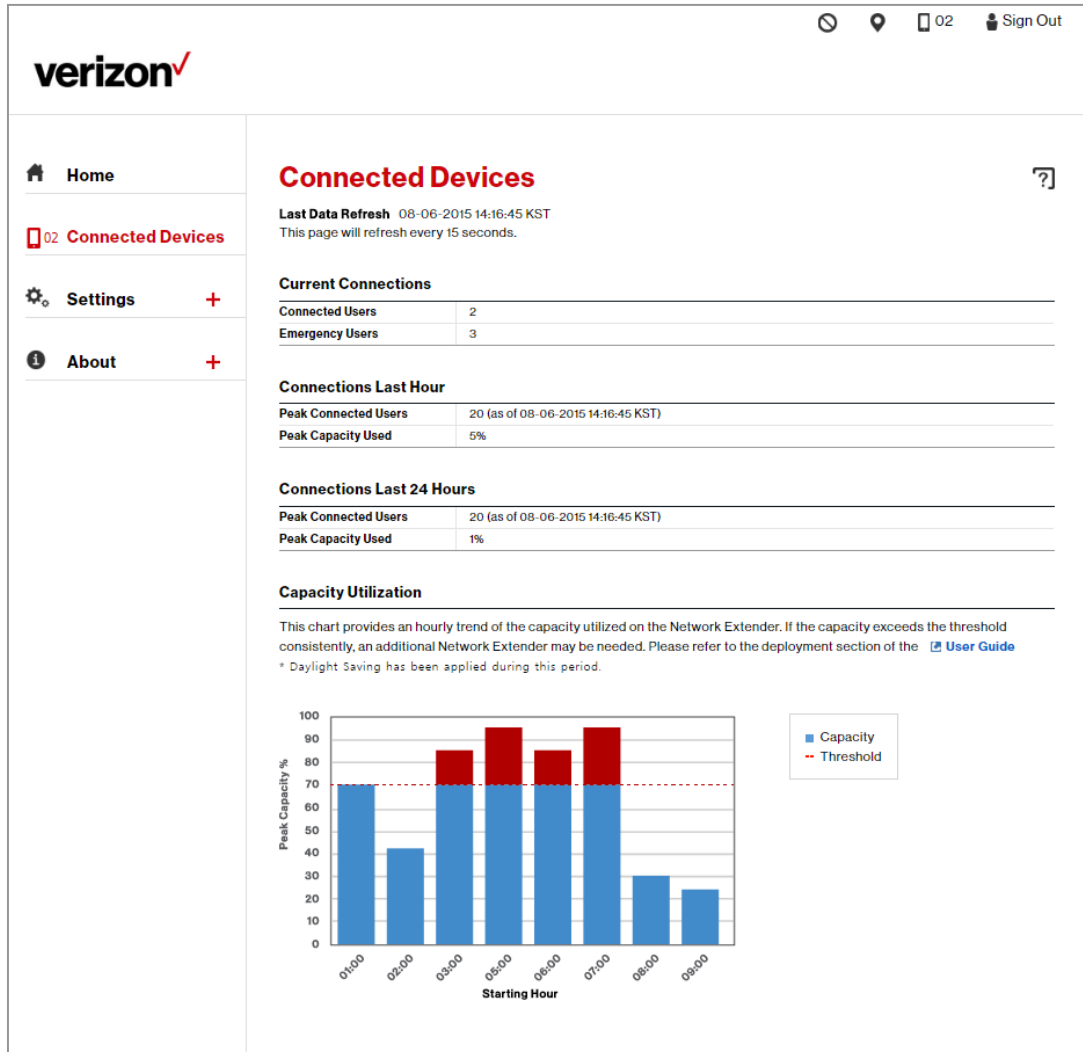 02 Sign Out
verizon
Home
Connected Devices
Last Data Refresh 08-06-2015 14:16:45 KST
This page will refresh every 15 seconds.
02 Connected Devices
Settings +
About +
Current Connections
Connected Users 2
Emergency Users 3
Connections Last Hour
Peak Connected Users 20 (as of 08-06-2015 14:16:45 KST)
Peak Capacity Used 5%
Connections Last 24 Hours
Peak Connected Users 20 (as of 08-06-2015 14:16:45 KST)
Peak Capacity Used 1%
Capacity Utilization
This chart provides an hourly trend of the capacity utilized on the Network Extender. If the capacity exceeds the threshold
consistently, an additional Network Extender may be needed. Please refer to the deployment section of the User Guide
* Daylight Saving has been applied during this period.
100
90
80
70
60
50
40
30
20
10
0
Peak Capacity %
01:00 02:00 03:00 05:00 06:00 07:00 08:00 09:00
Starting Hour
Capacity
Threshold